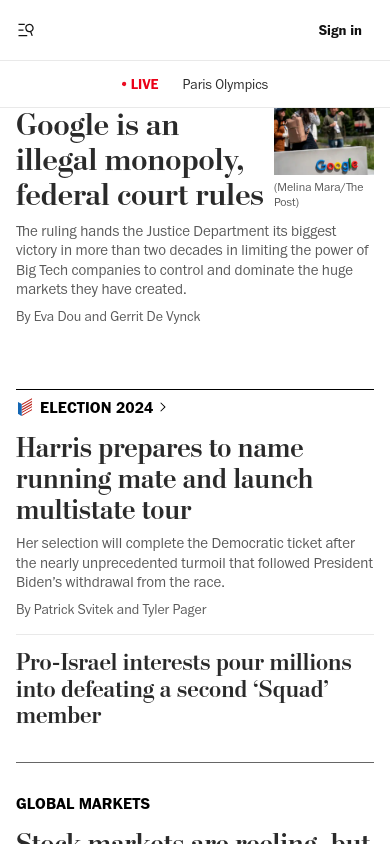 Sign in
• LIVE
Paris Olympics
Google is an
illegal monopoly,
federal court rules
Google
(Melina Mara/The
Post)
The ruling hands the Justice Department its biggest
victory in more than two decades in limiting the power of
Big Tech companies to control and dominate the huge
markets they have created.
By Eva Dou and Gerrit De Vynck
ELECTION 2024
Harris prepares to name
running mate and launch
multistate tour
Her selection will complete the Democratic ticket after
the nearly unprecedented turmoil that followed President
Biden’s withdrawal from the race.
By Patrick Svitek and Tyler Pager
Pro-Israel interests pour millions
into defeating a second ‘Squad’
member
GLOBAL MARKETS
Stock markets are reeling, but